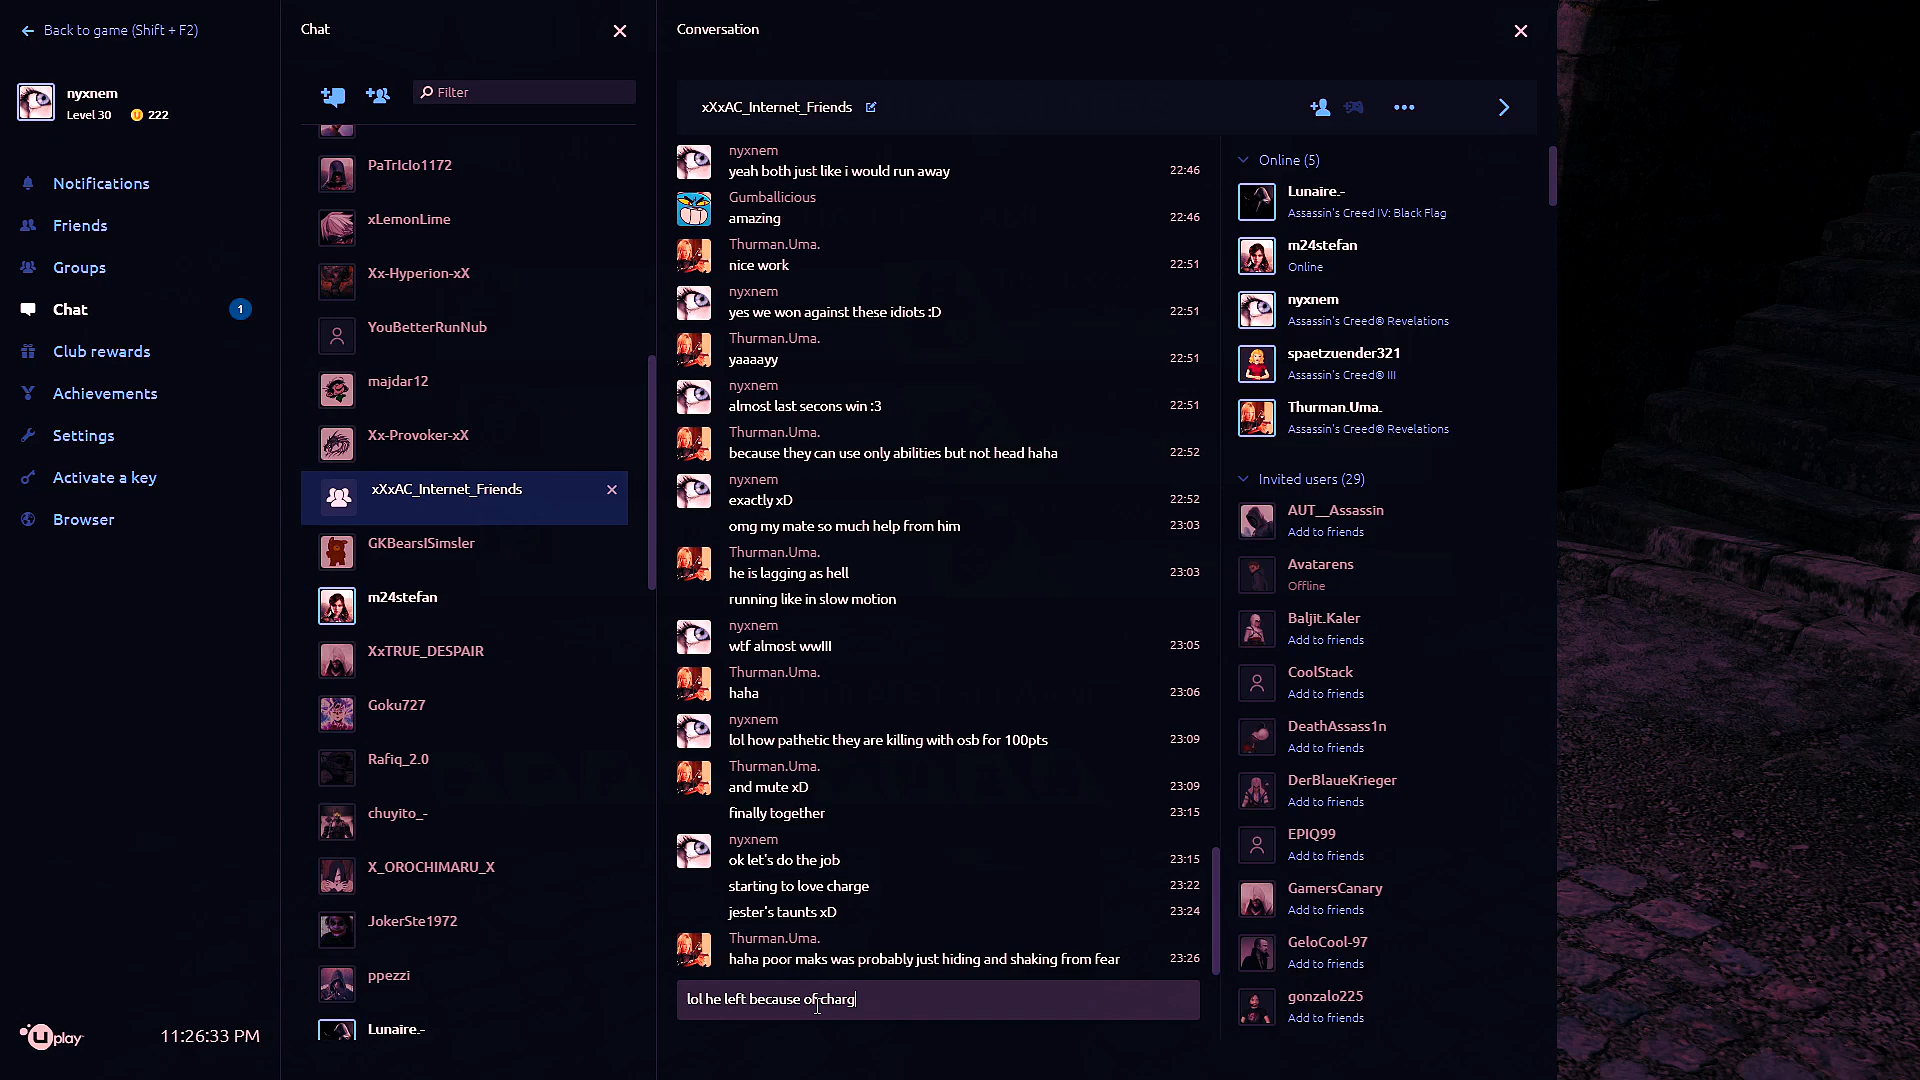 Back to game (Shift + F2)
nyxnem
Level 30
222
Notifications
Friends
Groups
Chat
1
Club rewards
Achievements
Settings
Activate a key
Browser
uplay
11:26:33 PM
Chat
Filter
PaTrIcIo1172
xLemonLime
Xx-Hyperion-xX
YouBetterRunNub
majdar12
Xx-Provoker-xX
xXxAC_Internet_Friends
GKBearsISimsler
m24stefan
XxTRUE_DESPAIR
Goku727
Rafiq_2.0
chuyito_-
X_OROCHIMARU_X
JokerSte1972
ppezzi
Lunaire.-
Conversation
xXxAC_Internet_Friends
nyxnem
yeah both just like i would run away 22:46
Gumballicious
amazing 22:46
Thurman.Uma.
nice work 22:51
nyxnem
yes we won against these idiots :D 22:51
Thurman.Uma.
yaaaayy 22:51
nyxnem
almost last secons win :3 22:51
Thurman.Uma.
because they can use only abilities but not head haha 22:52
nyxnem
exactly xD 22:52
omg my mate so much help from him 23:03
Thurman.Uma.
he is lagging as hell 23:03
running like in slow motion
nyxnem
wtf almost wwIII 23:05
Thurman.Uma.
haha 23:06
nyxnem
lol how pathetic they are killing with osb for 100pts 23:09
Thurman.Uma.
and mute xD 23:09
finally together 23:15
nyxnem
ok let's do the job 23:15
starting to love charge 23:22
jester's taunts xD 23:24
Thurman.Uma.
haha poor maks was probably just hiding and shaking from fear 23:26
lol he left because of charg
Online (5)
Lunaire.-
Assassin's Creed IV: Black Flag
m24stefan
Online
nyxnem
Assassin's Creed® Revelations
spaetzuender321
Assassin's Creed® III
Thurman.Uma.
Assassin's Creed® Revelations
Invited users (29)
AUT__Assassin
Add to friends
Avatarens
Offline
Baljit.Kaler
Add to friends
CoolStack
Add to friends
DeathAssass1n
Add to friends
DerBlaueKrieger
Add to friends
EPIQ99
Add to friends
GamersCanary
Add to friends
GeloCool-97
Add to friends
gonzalo225
Add to friends